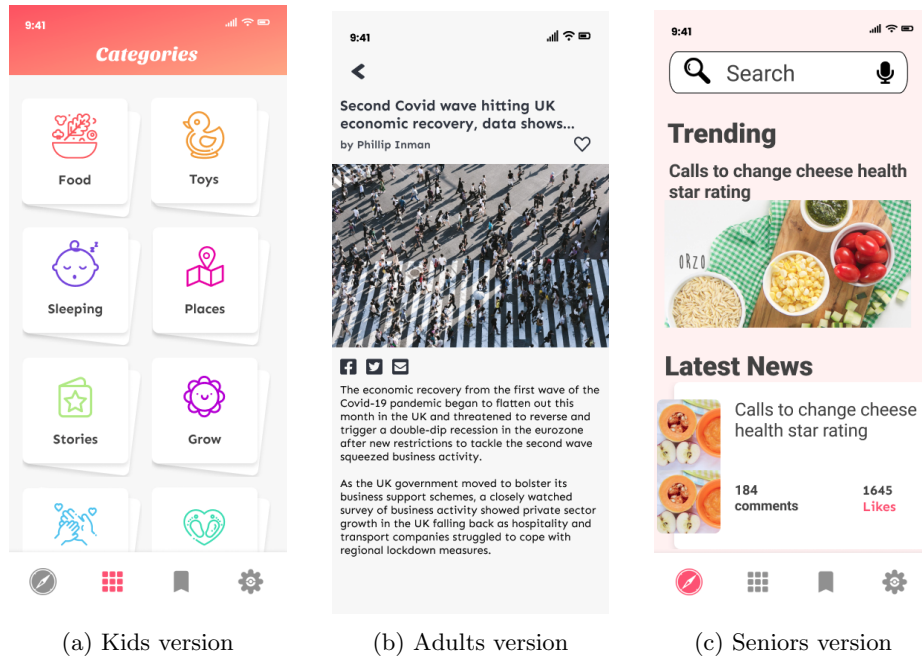 9:41
Categories
Food
Toys
Sleeping
Places
Stories
Grow
(a) Kids version
9:41
Second Covid wave hitting UK
economic recovery, data shows...
by Phillip Inman
The economic recovery from the first wave of the
Covid-19 pandemic began to flatten out this
month in the UK and threatened to reverse and
trigger a double-dip recession in the eurozone
after new restrictions to tackle the second wave
squeezed business activity.
As the UK government moved to bolster its
business support schemes, a closely watched
survey of business activity showed private sector
growth in the UK falling back as hospitality and
transport companies struggled to cope with
regional lockdown measures.
(b) Adults version
9:41
Search
Trending
Calls to change cheese health
star rating
ORZO
Latest News
Calls to change cheese
health star rating
184
comments
1645
Likes
(c) Seniors version